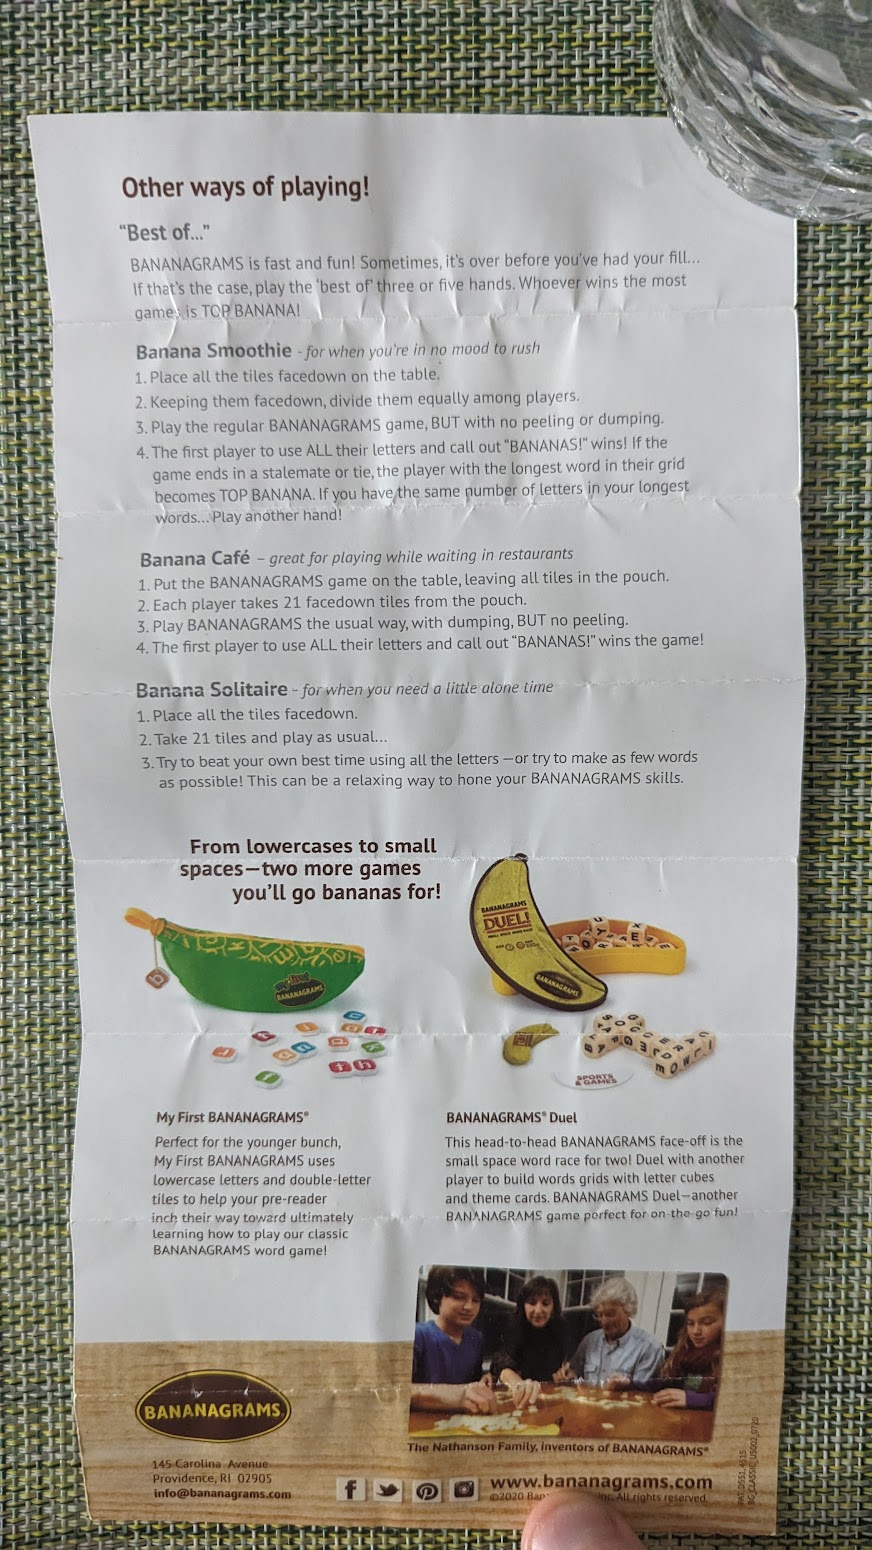 Other ways of playing!
“Best of...”
BANANAGRAMS is fast and fun! Sometimes, it's over before you've had your fill...
If that's the case, play the 'best of' three or five hands. Whoever wins the most
games, is TOP BANANA!
Banana Smoothie - for when you're in no mood to rush
1. Place all the tiles facedown on the table.
2. Keeping them facedown, divide them equally among players.
3. Play the regular BANANAGRAMS game, BUT with no peeling or dumping.
4. The first player to use ALL their letters and call out “BANANAS!” wins! If the
game ends in a stalemate or tie, the player with the longest word in their grid
becomes TOP BANANA. If you have the same number of letters in your longest
words... Play another hand!
Banana Café – great for playing while waiting in restaurants
1. Put the BANANAGRAMS game on the table, leaving all tiles in the pouch.
2. Each player takes 21 facedown tiles from the pouch.
3. Play BANANAGRAMS the usual way, with dumping, BUT no peeling.
4. The first player to use ALL their letters and call out “BANANAS!” wins the game!
Banana Solitaire - for when you need a little alone time
1. Place all the tiles facedown.
2. Take 21 tiles and play as usual...
3. Try to beat your own best time using all the letters —or try to make as few words
as possible! This can be a relaxing way to hone your BANANAGRAMS skills.
From lowercases to small
spaces—two more games
you'll go bananas for!
BANANAGRAMS
BANANAGRAMS
DUEL!
BANANAGRAMS
SPORTS
& GAMES
My First BANANAGRAMS®
Perfect for the younger bunch,
My First BANANAGRAMS uses
lowercase letters and double-letter
tiles to help your pre-reader
inch their way toward ultimately
learning how to play our classic
BANANAGRAMS word game!
BANANAGRAMS® Duel
This head-to-head BANANAGRAMS face-off is the
small space word race for two! Duel with another
player to build words grids with letter cubes
and theme cards. BANANAGRAMS Duel—another
BANANAGRAMS game perfect for on-the-go fun!
The Nathanson Family, inventors of BANANAGRAMS®
BANANAGRAMS
145 Carolina Avenue
Providence, RI 02905
info@bananagrams.com
www.bananagrams.com
©2020 Inc. All rights reserved